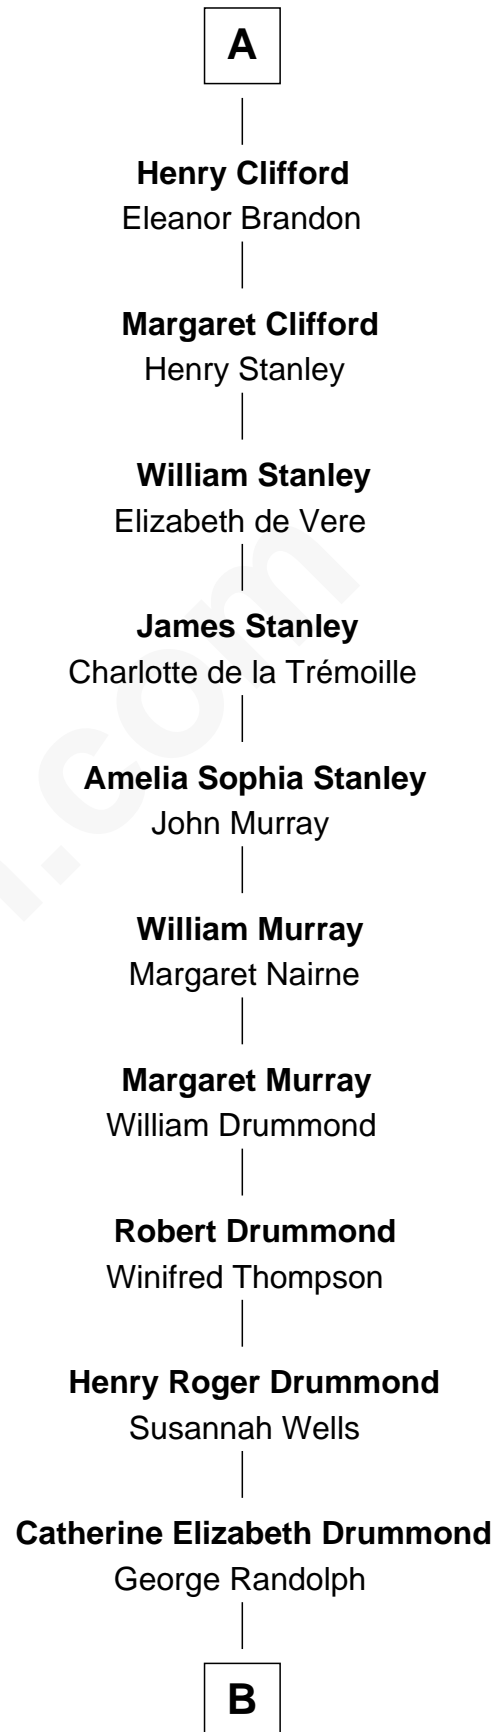 A
Henry Clifford
Eleanor Brandon
Margaret Clifford
Henry Stanley
William Stanley
Elizabeth de Vere
James Stanley
Charlotte de la Trémoille
Amelia Sophia Stanley
John Murray
William Murray
Margaret Nairne
Margaret Murray
William Drummond
Robert Drummond
Winifred Thompson
Henry Roger Drummond
Susannah Wells
Catherine Elizabeth Drummond
George Randolph
B